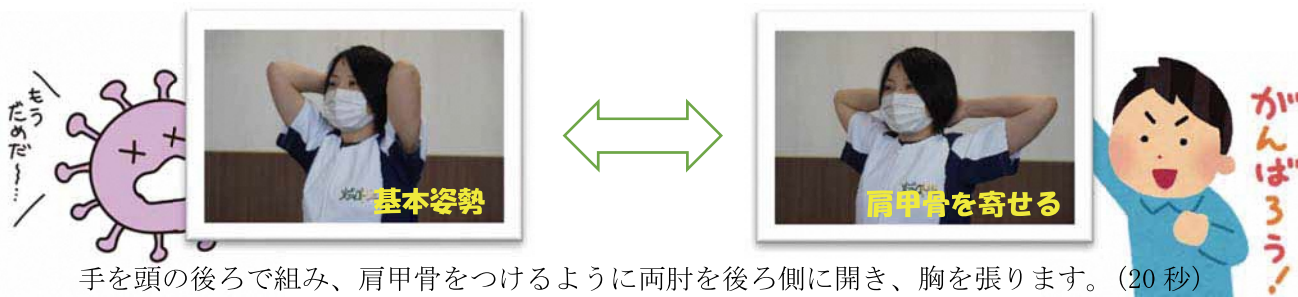 もう
だめだ～…
基本姿勢
肩甲骨を寄せる
がんばろう！
手を頭の後ろで組み、肩甲骨をつけるように両肘を後ろ側に開き、胸を張ります。（20 秒）